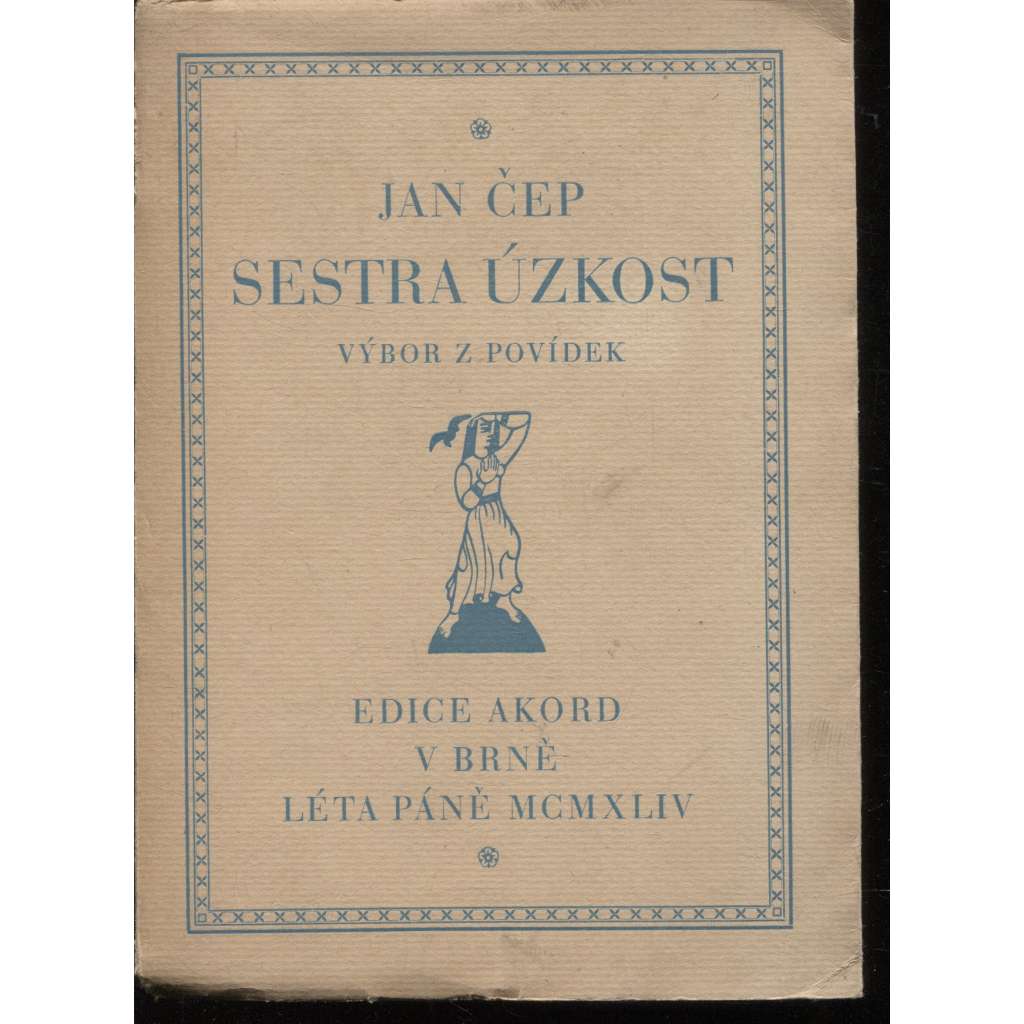 JAN ČEP
SESTRA ÚZKOST
VÝBOR Z POVÍDEK
EDICE AKORD
V BRNĚ
LÉTA PÁNĚ MCMXLIV